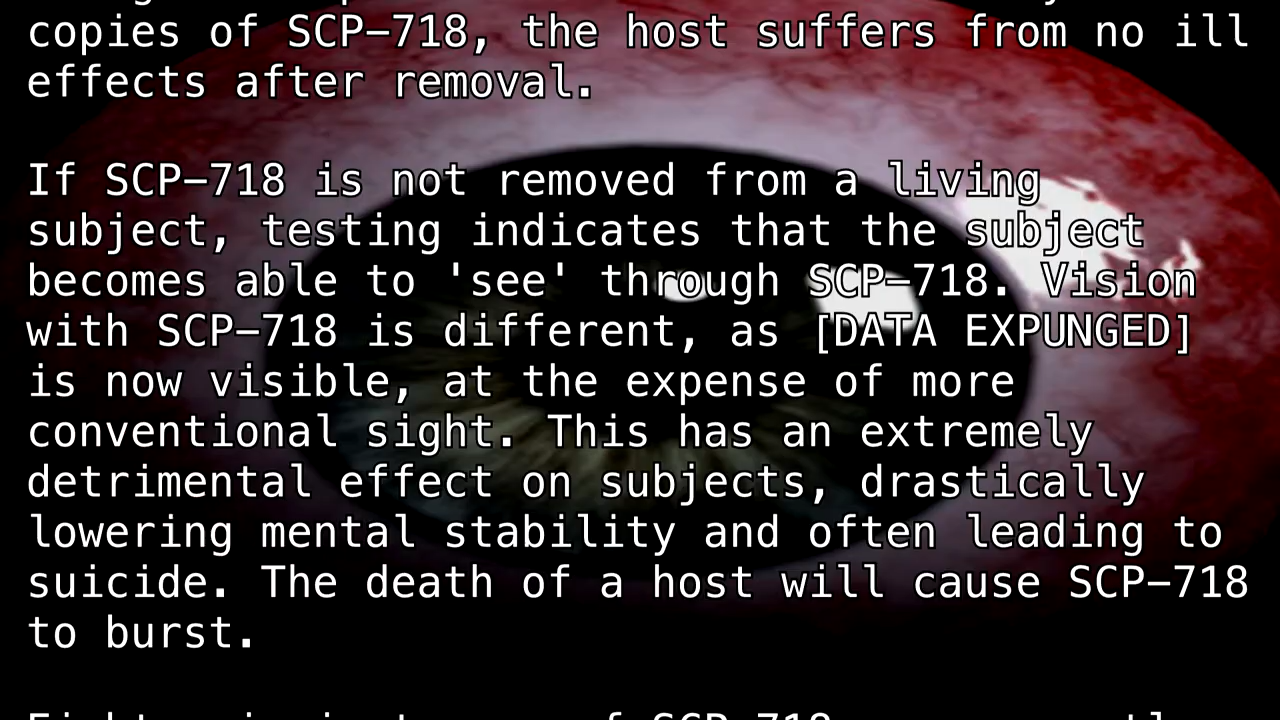 copies of SCP–718, the host suffers from no ill
effects after removal.
If SCP–718 is not removed from a living
subject, testing indicates that the subject
becomes able to 'see' through SCP–718. Vision
with SCP–718 is different, as [DATA EXPUNGED]
is now visible, at the expense of more
conventional sight. This has an extremely
detrimental effect on subjects, drastically
lowering mental stability and often leading to
suicide. The death of a host will cause SCP–718
to burst.